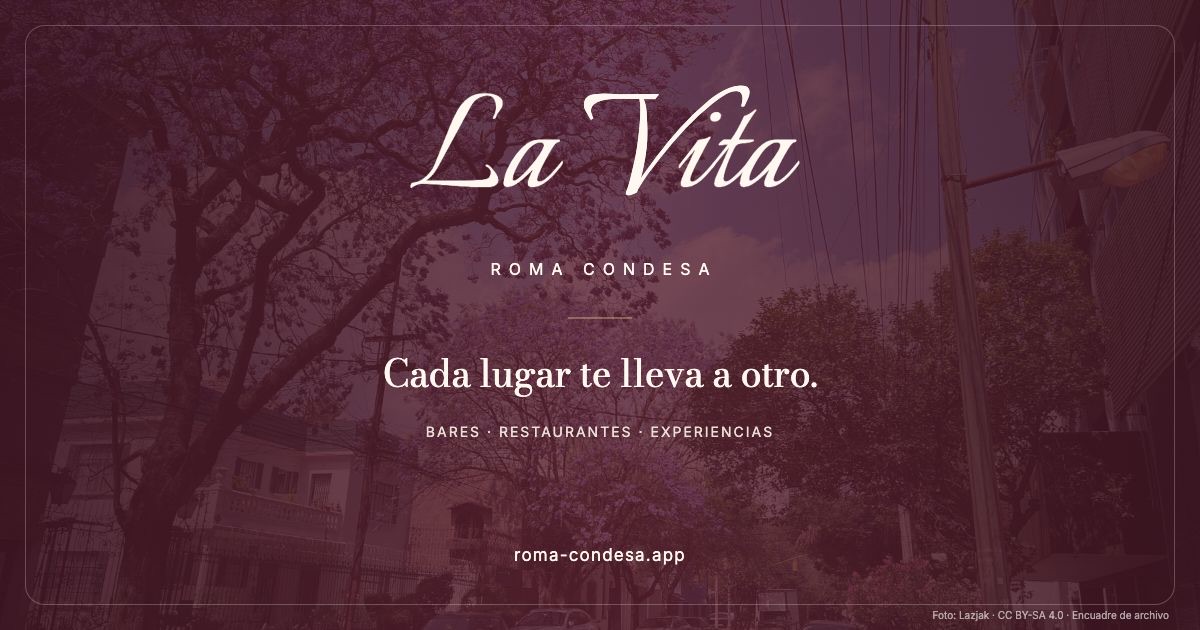 La Vita
ROMA CONDESA
Cada lugar te lleva a otro.
BARES · RESTAURANTES · EXPERIENCIAS
roma-condesa.app
Foto: Lazjak · CC BY-SA 4.0 · Encuadre de archivo